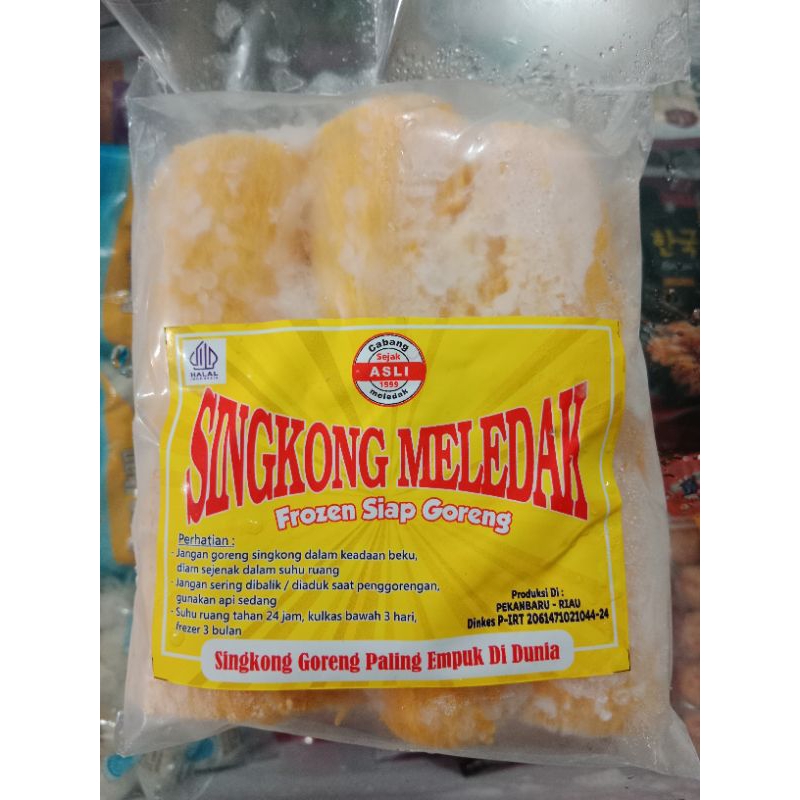 HALAL
INDONESIA
Cabang
Sejak
ASLI
1999
meledak
SINGKONG MELEDAK
Frozen Siap Goreng
Perhatian :
- Jangan goreng singkong dalam keadaan beku,
diam sejenak dalam suhu ruang
- Jangan sering dibalik / diaduk saat penggorengan,
gunakan api sedang
- Suhu ruang tahan 24 jam, kulkas bawah 3 hari,
frezer 3 bulan
Produksi Di :
PEKANBARU - RIAU
Dinkes P-IRT 2061471021044-24
Singkong Goreng Paling Empuk Di Dunia
한국